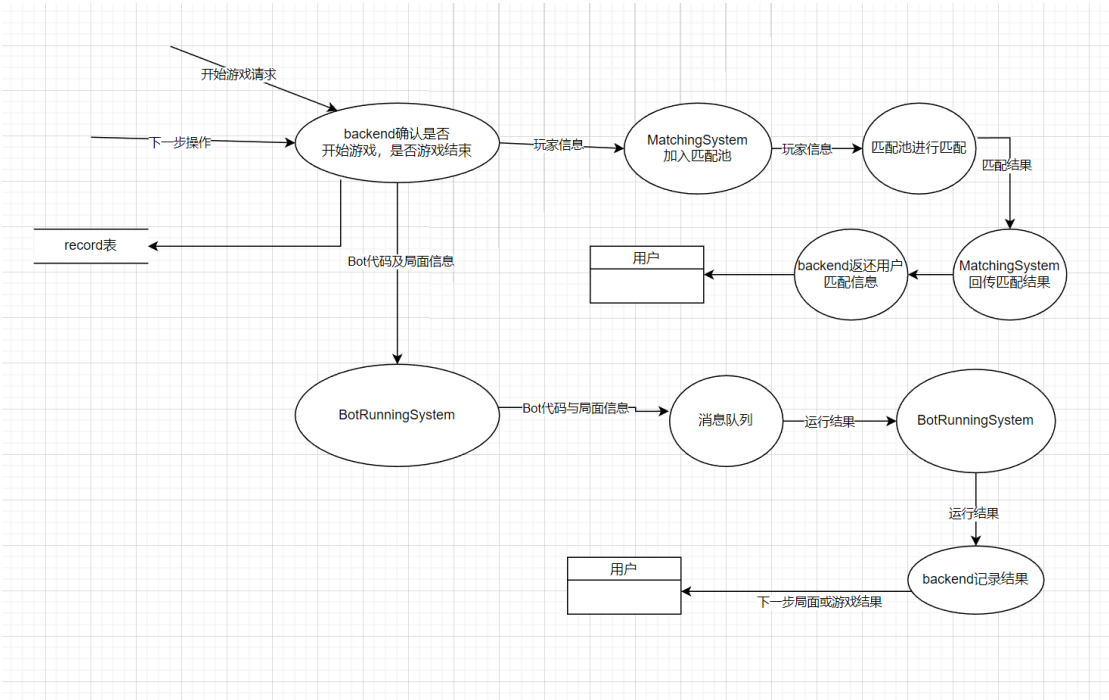 开始游戏请求
下一步操作
backend确认是否
开始游戏，是否游戏结束
玩家信息
MatchingSystem
加入匹配池
玩家信息
匹配池进行匹配
匹配结果
record表
Bot代码及局面信息
用户
backend返还用户
匹配信息
MatchingSystem
回传匹配结果
BotRunningSystem
Bot代码与局面信息
消息队列
运行结果
BotRunningSystem
运行结果
用户
backend记录结果
下一步局面或游戏结果